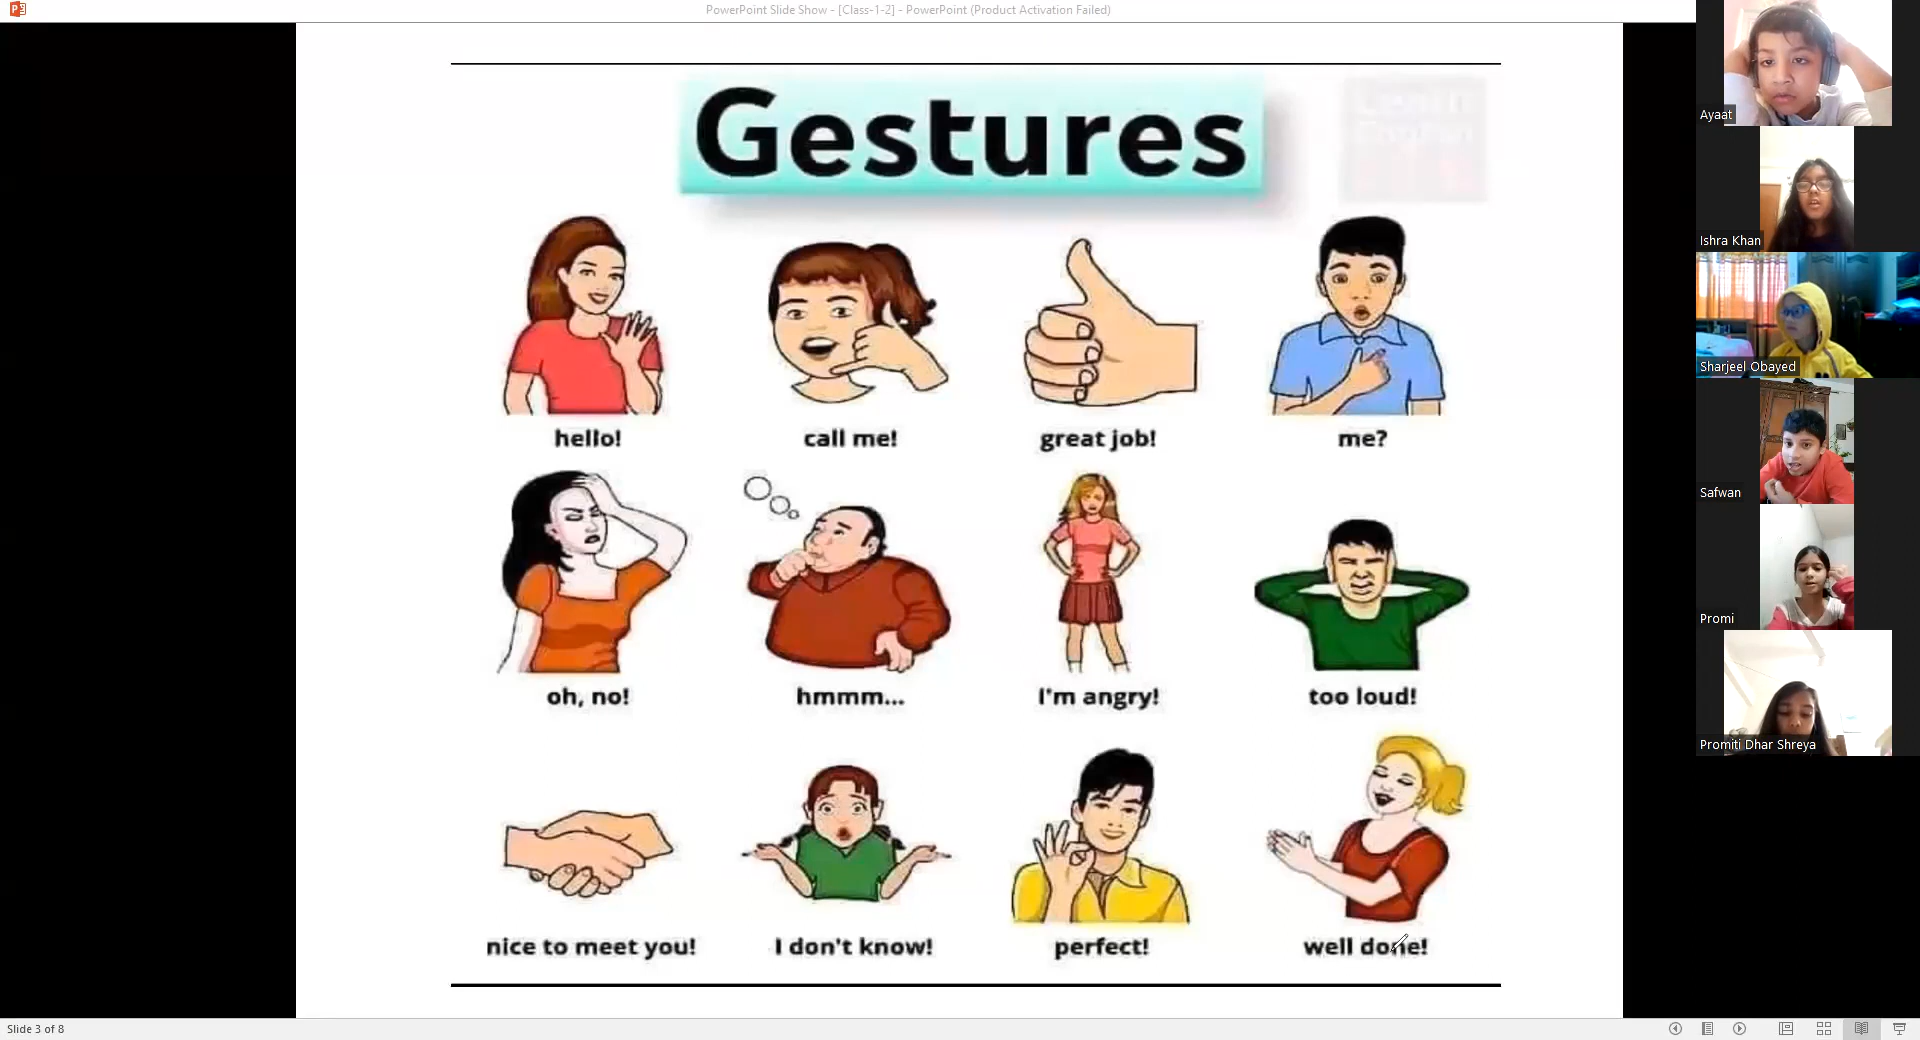 PowerPoint Slide Show - [Class-1-2] - PowerPoint (Product Activation Failed)
Gestures
hello! call me! great job! me?
oh, no! hmmm... I'm angry! too loud!
nice to meet you! I don't know! perfect! well done!
Ayaat
Ishra Khan
Sharjeel Obayed
Safwan
Promi
Promiti Dhar Shreya
Slide 3 of 8